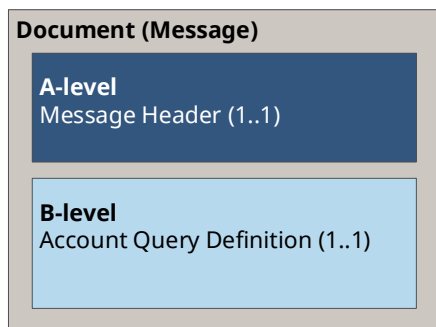 Document (Message)
A-level
Message Header (1..1)
B-level
Account Query Definition (1..1)